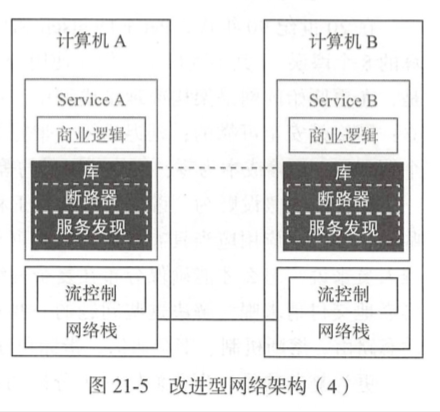 计算机 A
Service A
商业逻辑
库
断路器
服务发现
流控制
网络栈
计算机 B
Service B
商业逻辑
库
断路器
服务发现
流控制
网络栈
图 21-5 改进型网络架构（4）